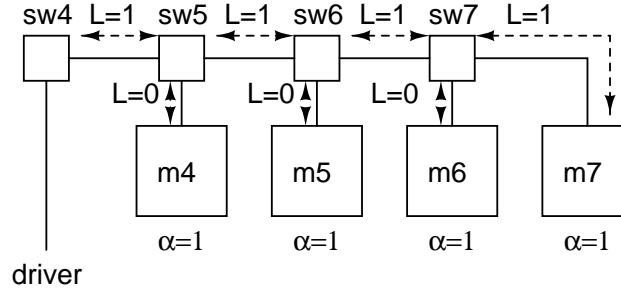 sw4 L=1 sw5 L=1 sw6 L=1 sw7 L=1
L=0 L=0 L=0
m4 m5 m6 m7
α=1 α=1 α=1 α=1
driver